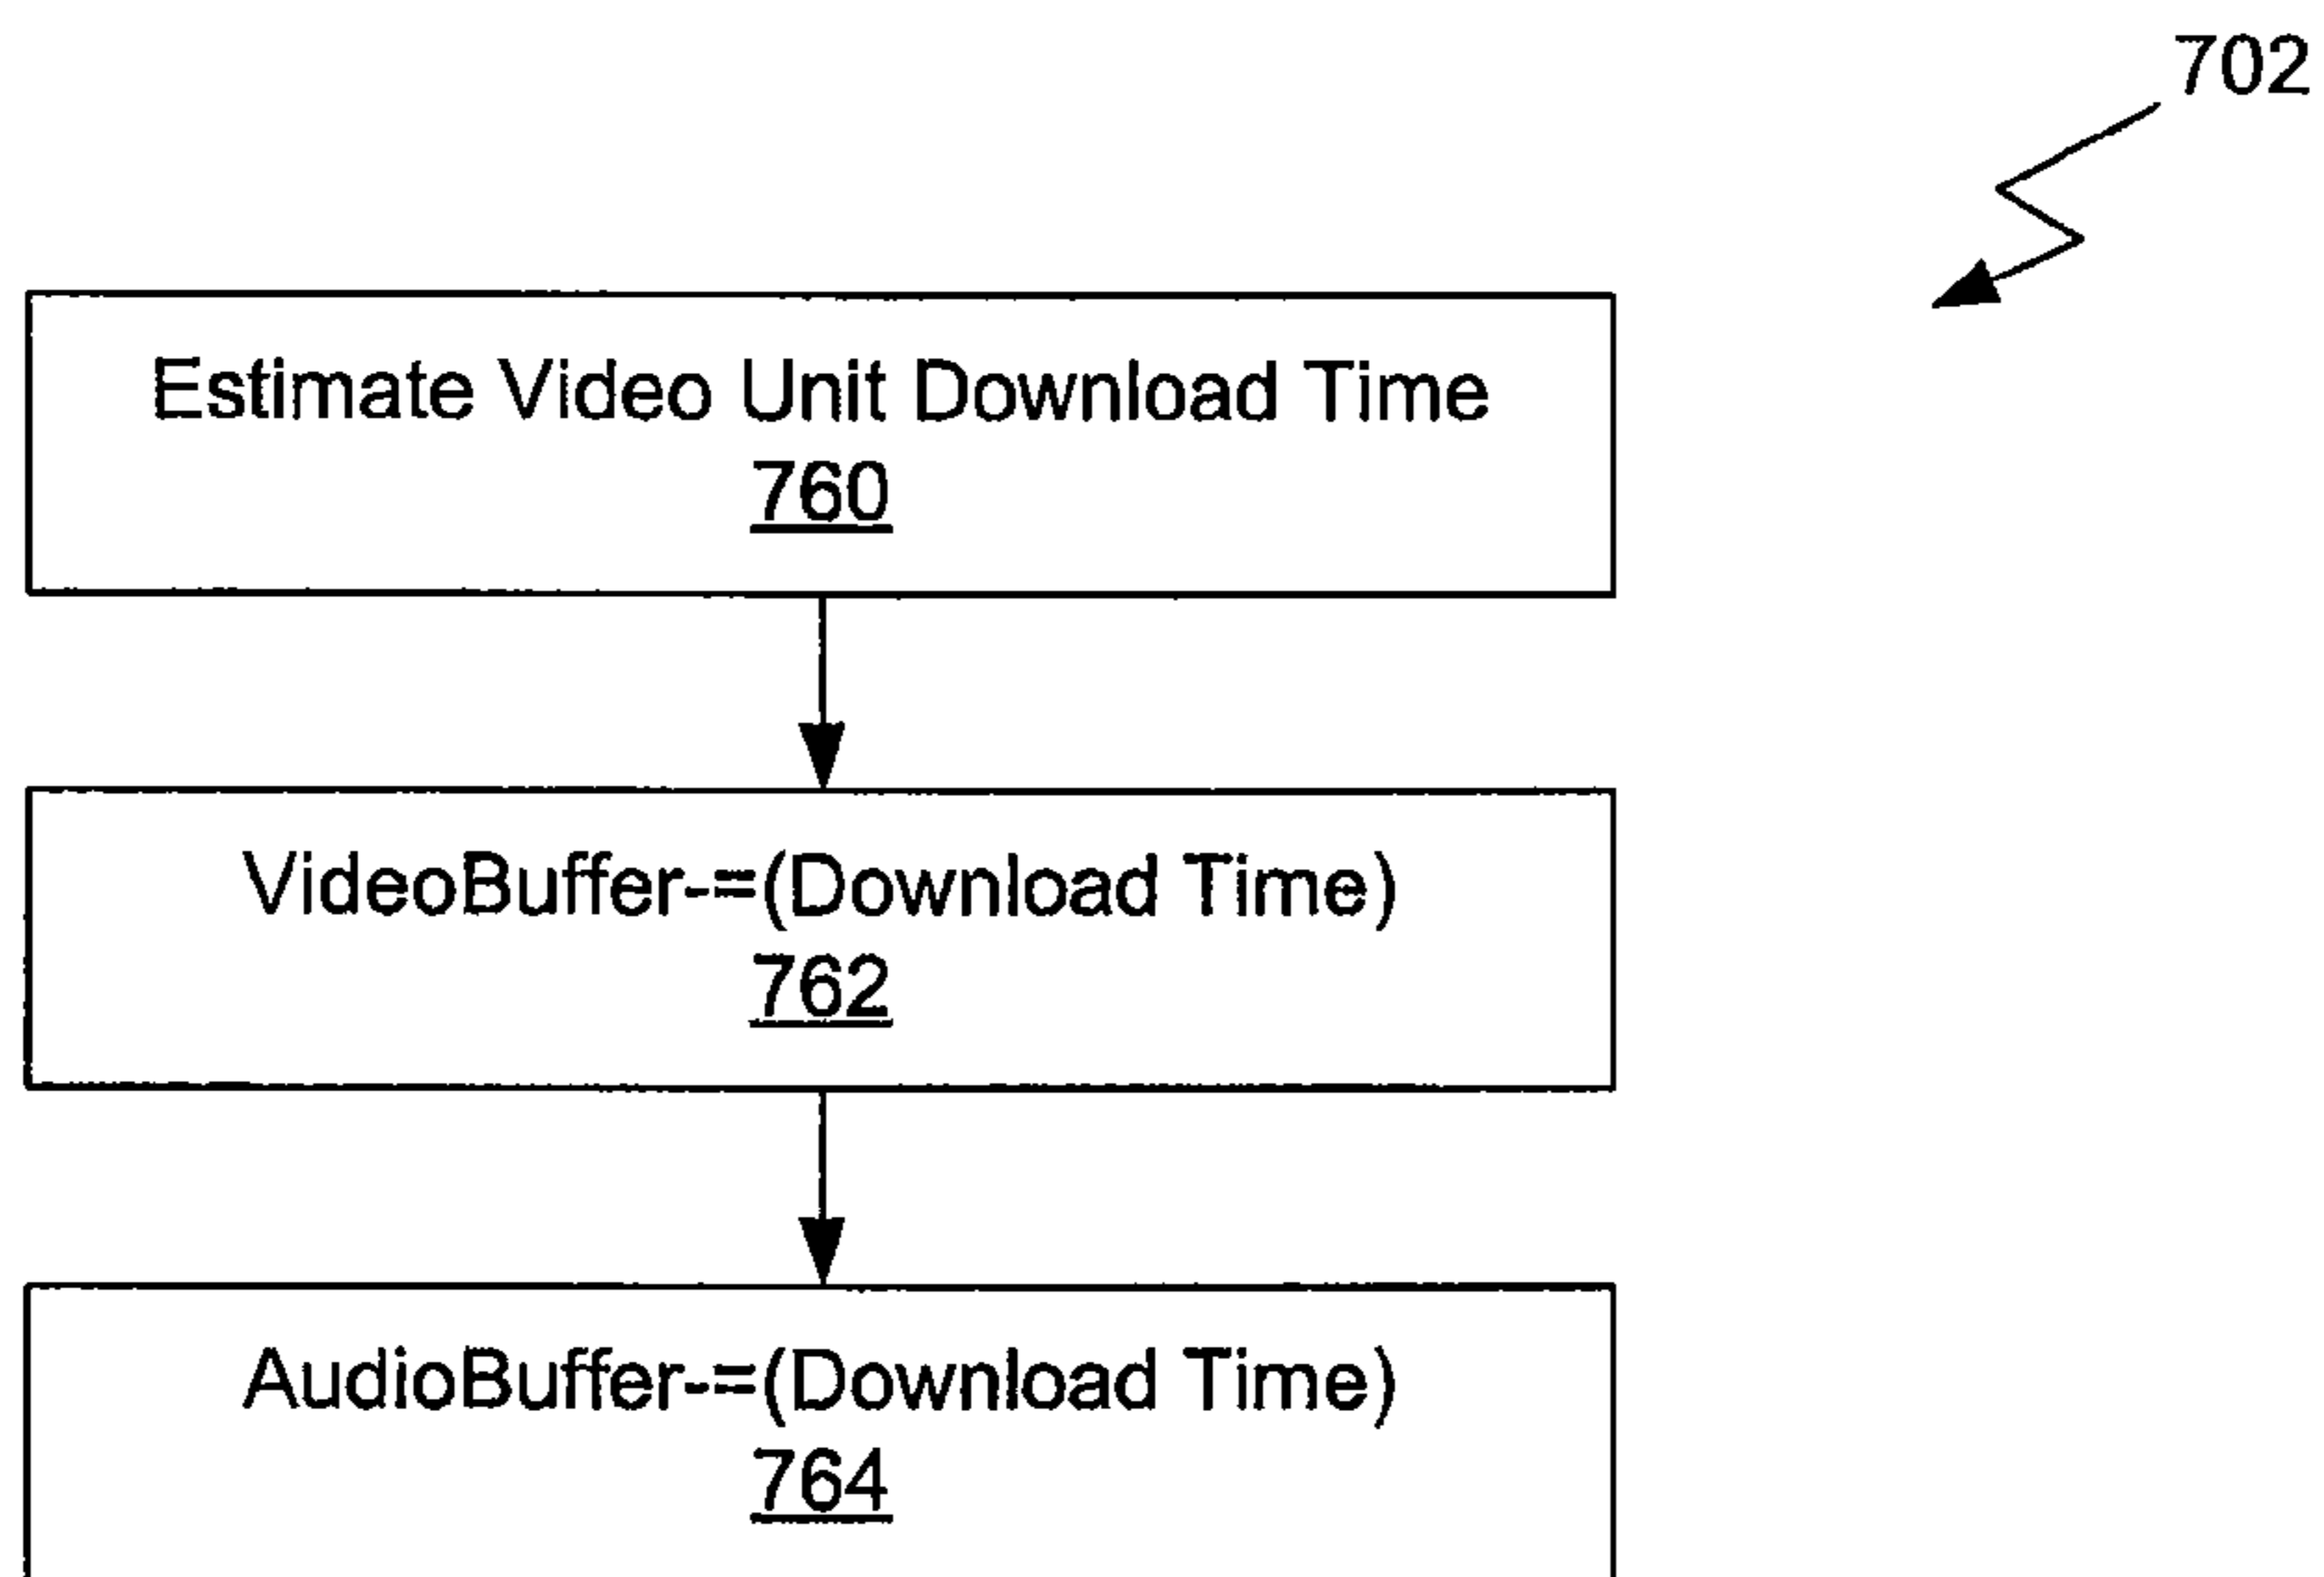 702
Estimate Video Unit Download Time
760
VideoBuffer-=(Download Time)
762
AudioBuffer-=(Download Time)
764